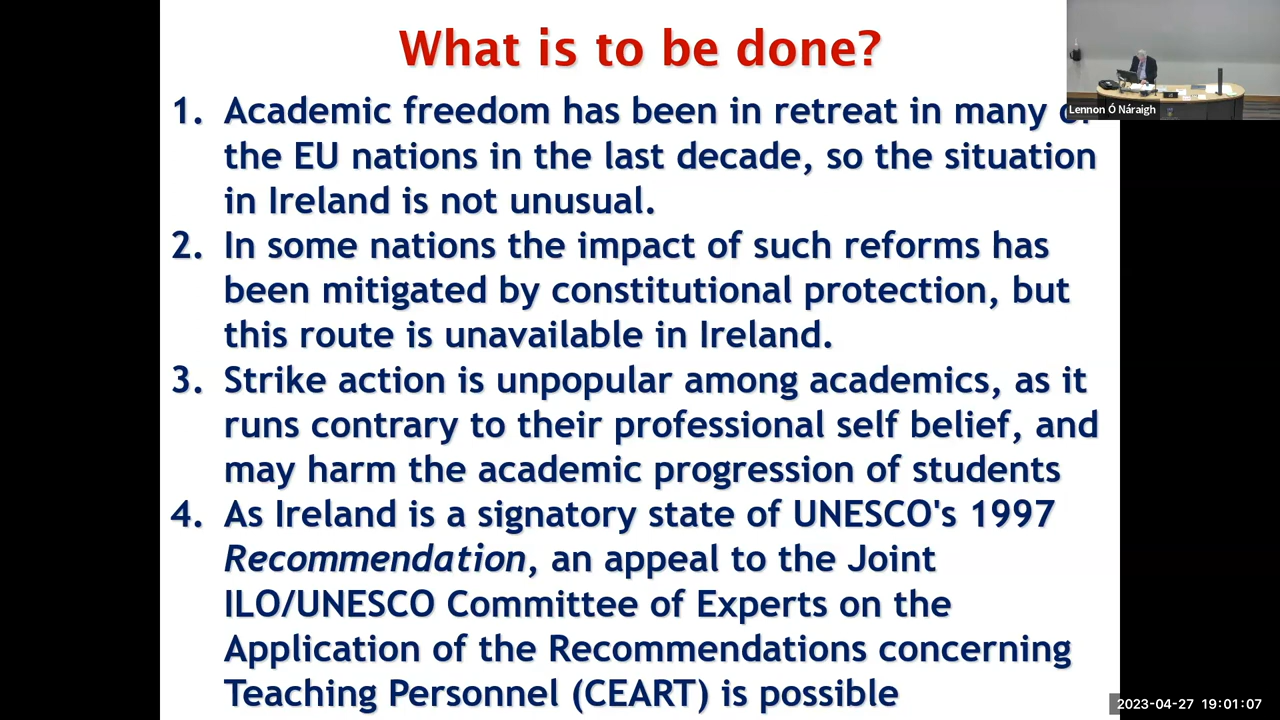 What is to be done?
1. Academic freedom has been in retreat in many
the EU nations in the last decade, so the situation
in Ireland is not unusual.
2. In some nations the impact of such reforms has
been mitigated by constitutional protection, but
this route is unavailable in Ireland.
3. Strike action is unpopular among academics, as it
runs contrary to their professional self belief, and
may harm the academic progression of students
4. As Ireland is a signatory state of UNESCO's 1997
Recommendation, an appeal to the Joint
ILO/UNESCO Committee of Experts on the
Application of the Recommendations concerning
Teaching Personnel (CEART) is possible
Lennon Ó Náraigh
2023-04-27 19:01:07